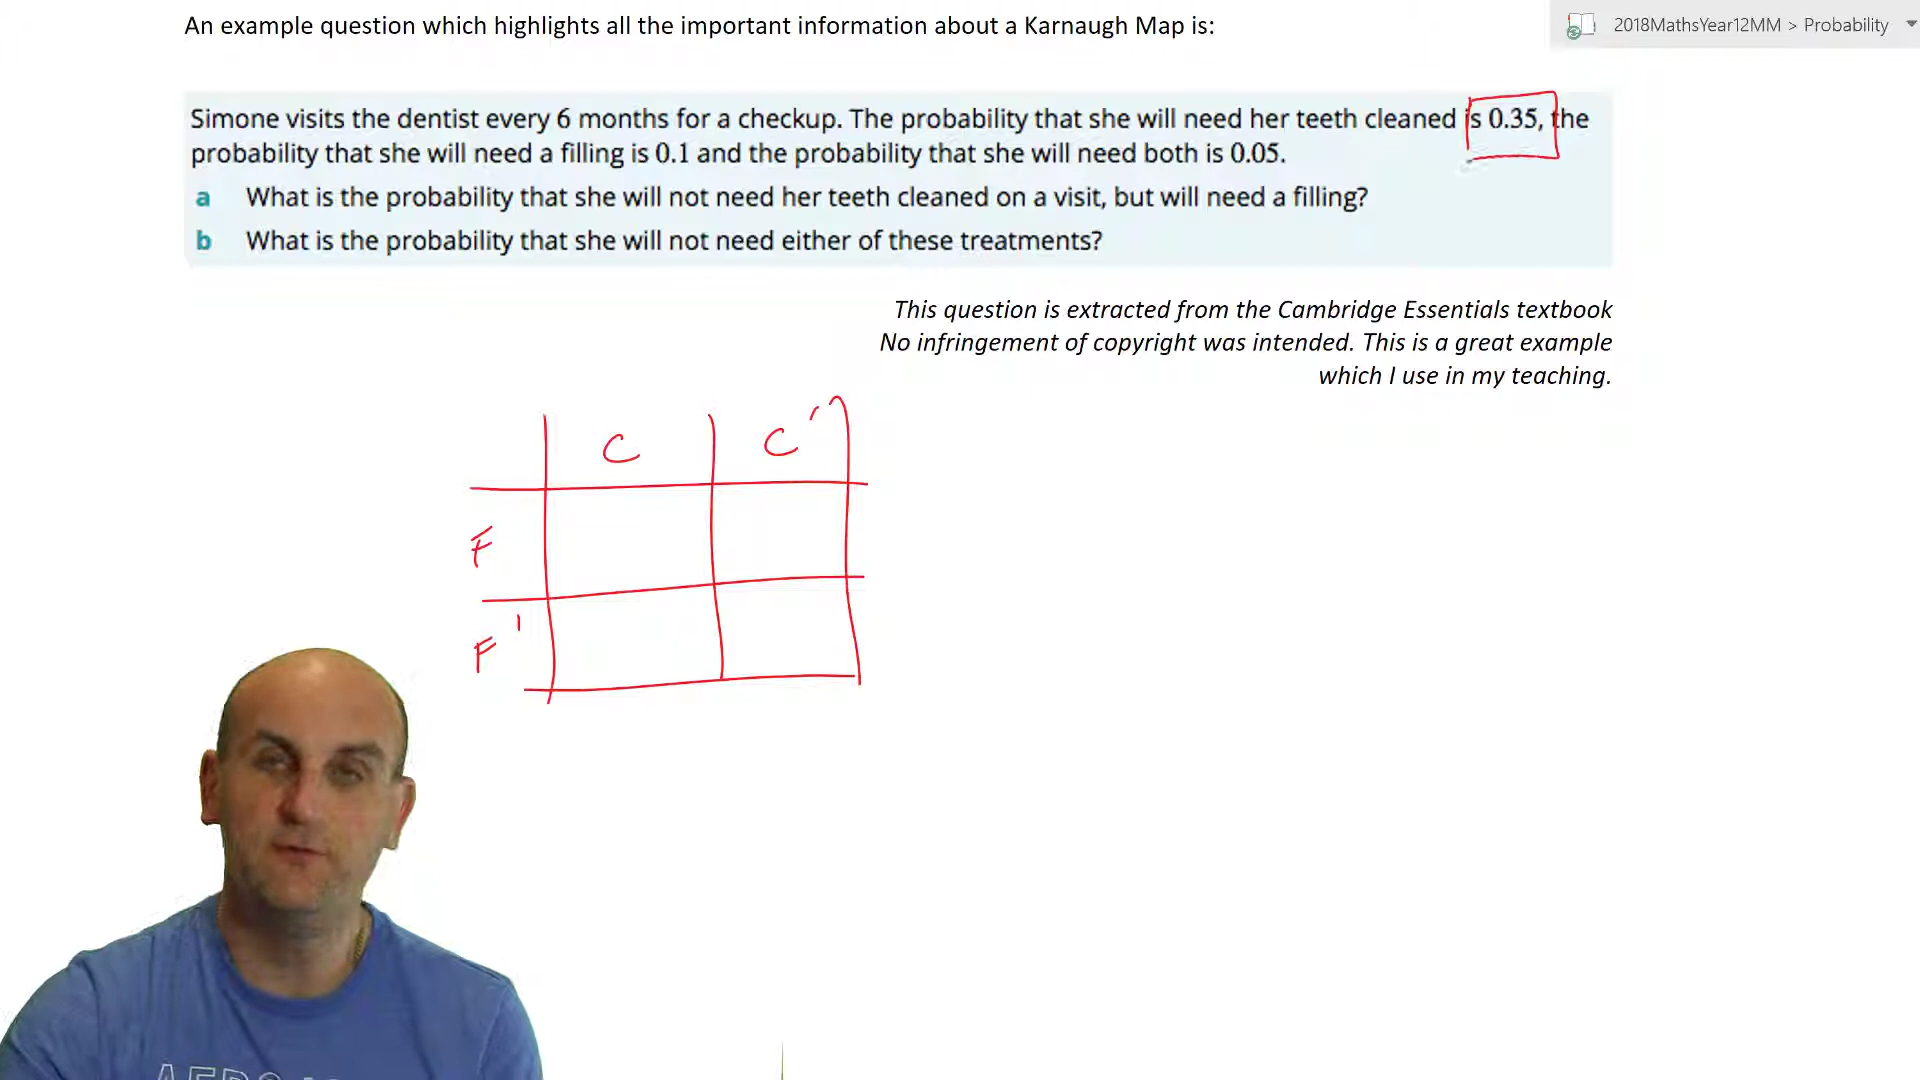 An example question which highlights all the important information about a Karnaugh Map is:
2018MathsYear12MM > Probability
Simone visits the dentist every 6 months for a checkup. The probability that she will need her teeth cleaned is 0.35, the
probability that she will need a filling is 0.1 and the probability that she will need both is 0.05.
a What is the probability that she will not need her teeth cleaned on a visit, but will need a filling?
b What is the probability that she will not need either of these treatments?
This question is extracted from the Cambridge Essentials textbook
No infringement of copyright was intended. This is a great example
which I use in my teaching.
C C'
F
F'